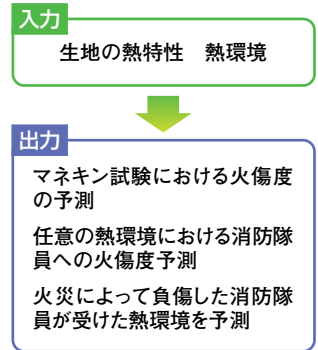 入力
生地の熱特性　熱環境
出力
マネキン試験における火傷度
の予測
任意の熱環境における消防隊
員への火傷度予測
火災によって負傷した消防隊
員が受けた熱環境を予測